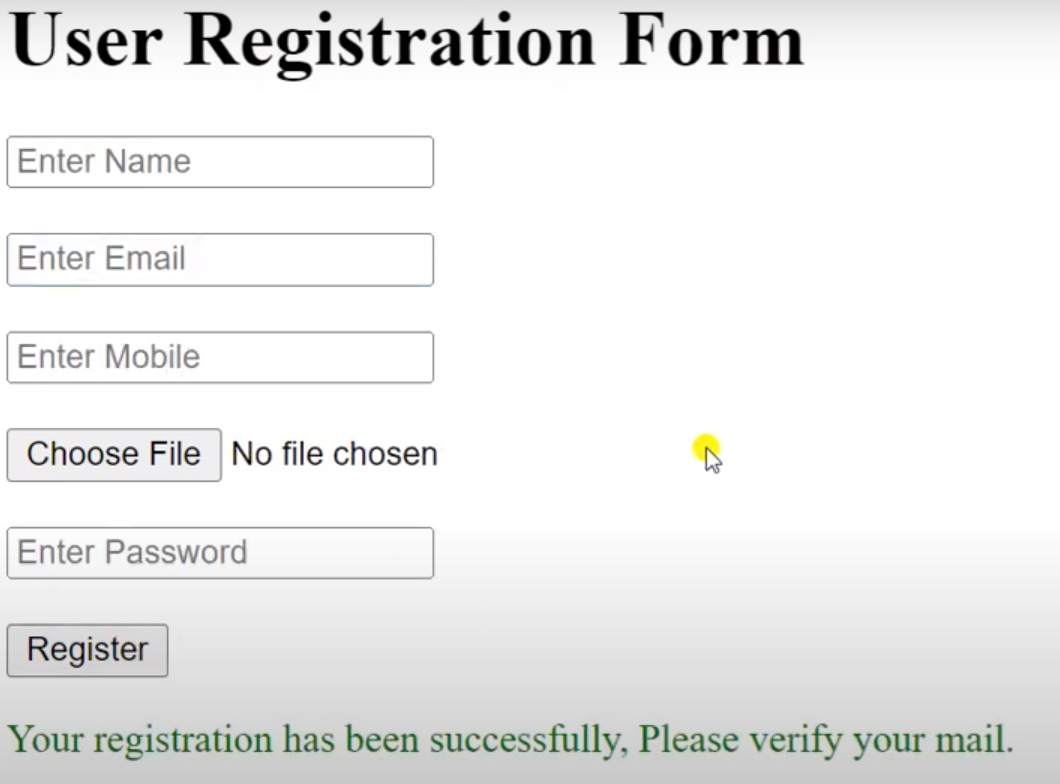 User Registration Form
Enter Name
Enter Email
Enter Mobile
Choose File No file chosen
Enter Password
Register
Your registration has been successfully, Please verify your mail.